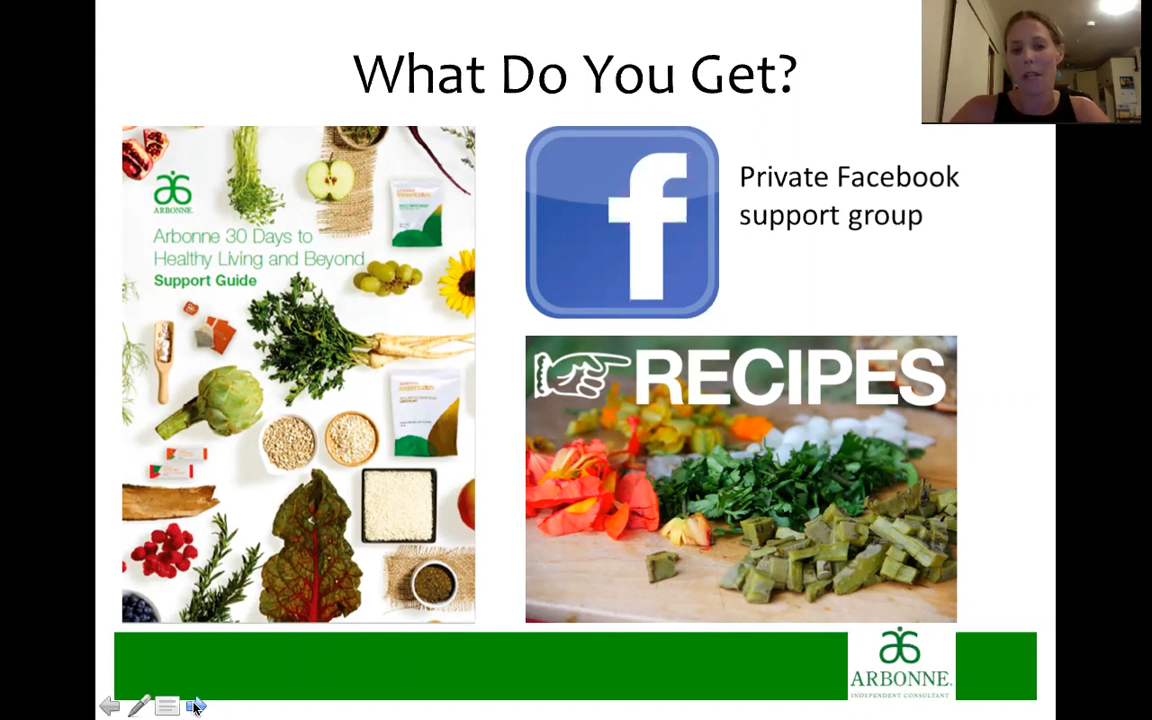 What Do You Get?
ARBONNE
Arbonne 30 Days to
Healthy Living and Beyond
Support Guide
f
Private Facebook
support group
RECIPES
ARBONNE.
INDEPENDENT CONSULTANT